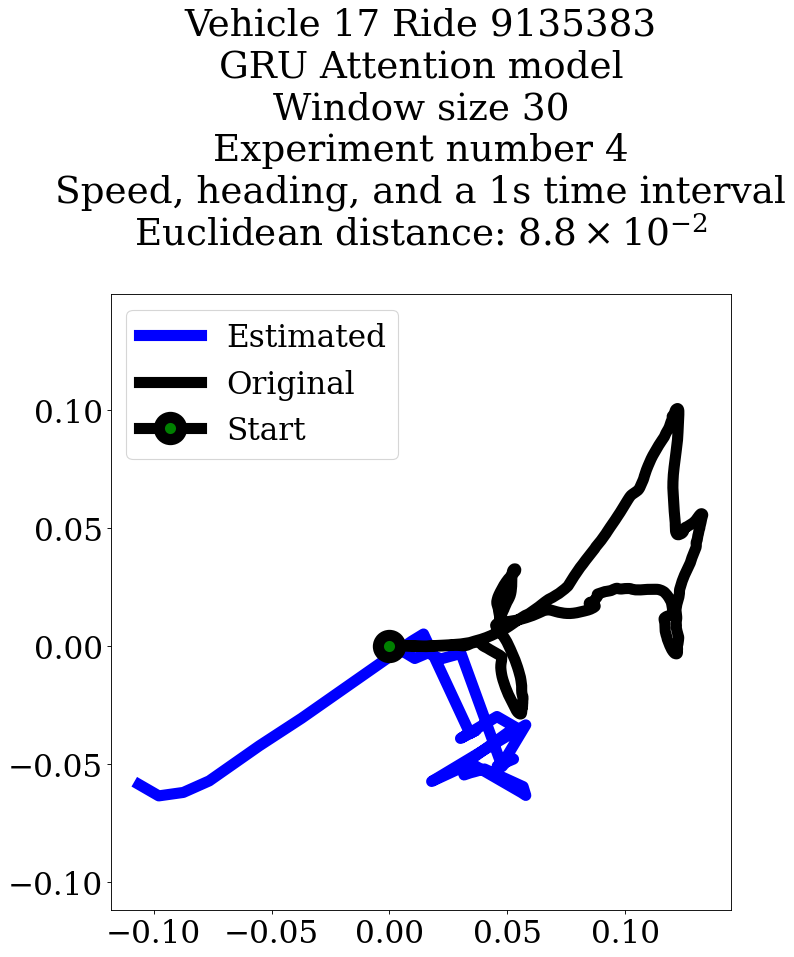 Vehicle 17 Ride 9135383
GRU Attention model
Window size 30
Experiment number 4
Speed, heading, and a 1s time interval
Euclidean distance: 8.8 × 10⁻²
Estimated
Original
Start
0.10
0.05
0.00
−0.05
−0.10
−0.10 −0.05 0.00 0.05 0.10